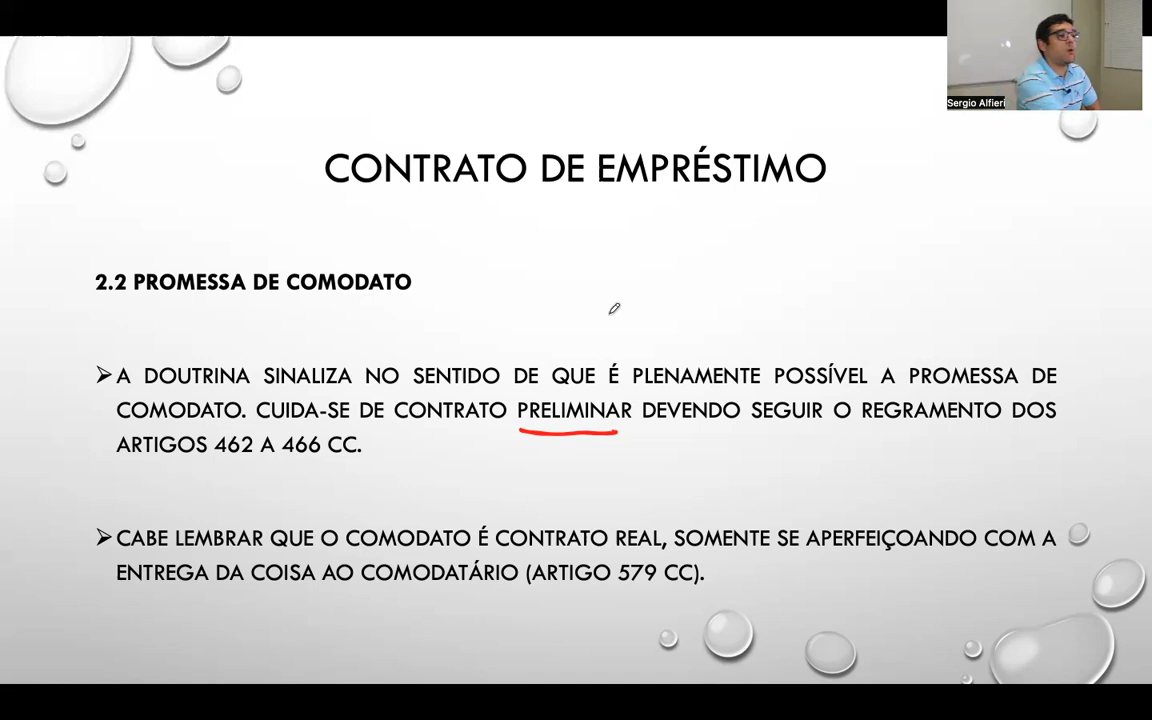 Sergio Alfieri
CONTRATO DE EMPRÉSTIMO
2.2 PROMESSA DE COMODATO
➢A DOUTRINA SINALIZA NO SENTIDO DE QUE É PLENAMENTE POSSÍVEL A PROMESSA DE
COMODATO. CUIDA-SE DE CONTRATO PRELIMINAR DEVENDO SEGUIR O REGRAMENTO DOS
ARTIGOS 462 A 466 CC.
➢CABE LEMBRAR QUE O COMODATO É CONTRATO REAL, SOMENTE SE APERFEIÇOANDO COM A
ENTREGA DA COISA AO COMODATÁRIO (ARTIGO 579 CC).